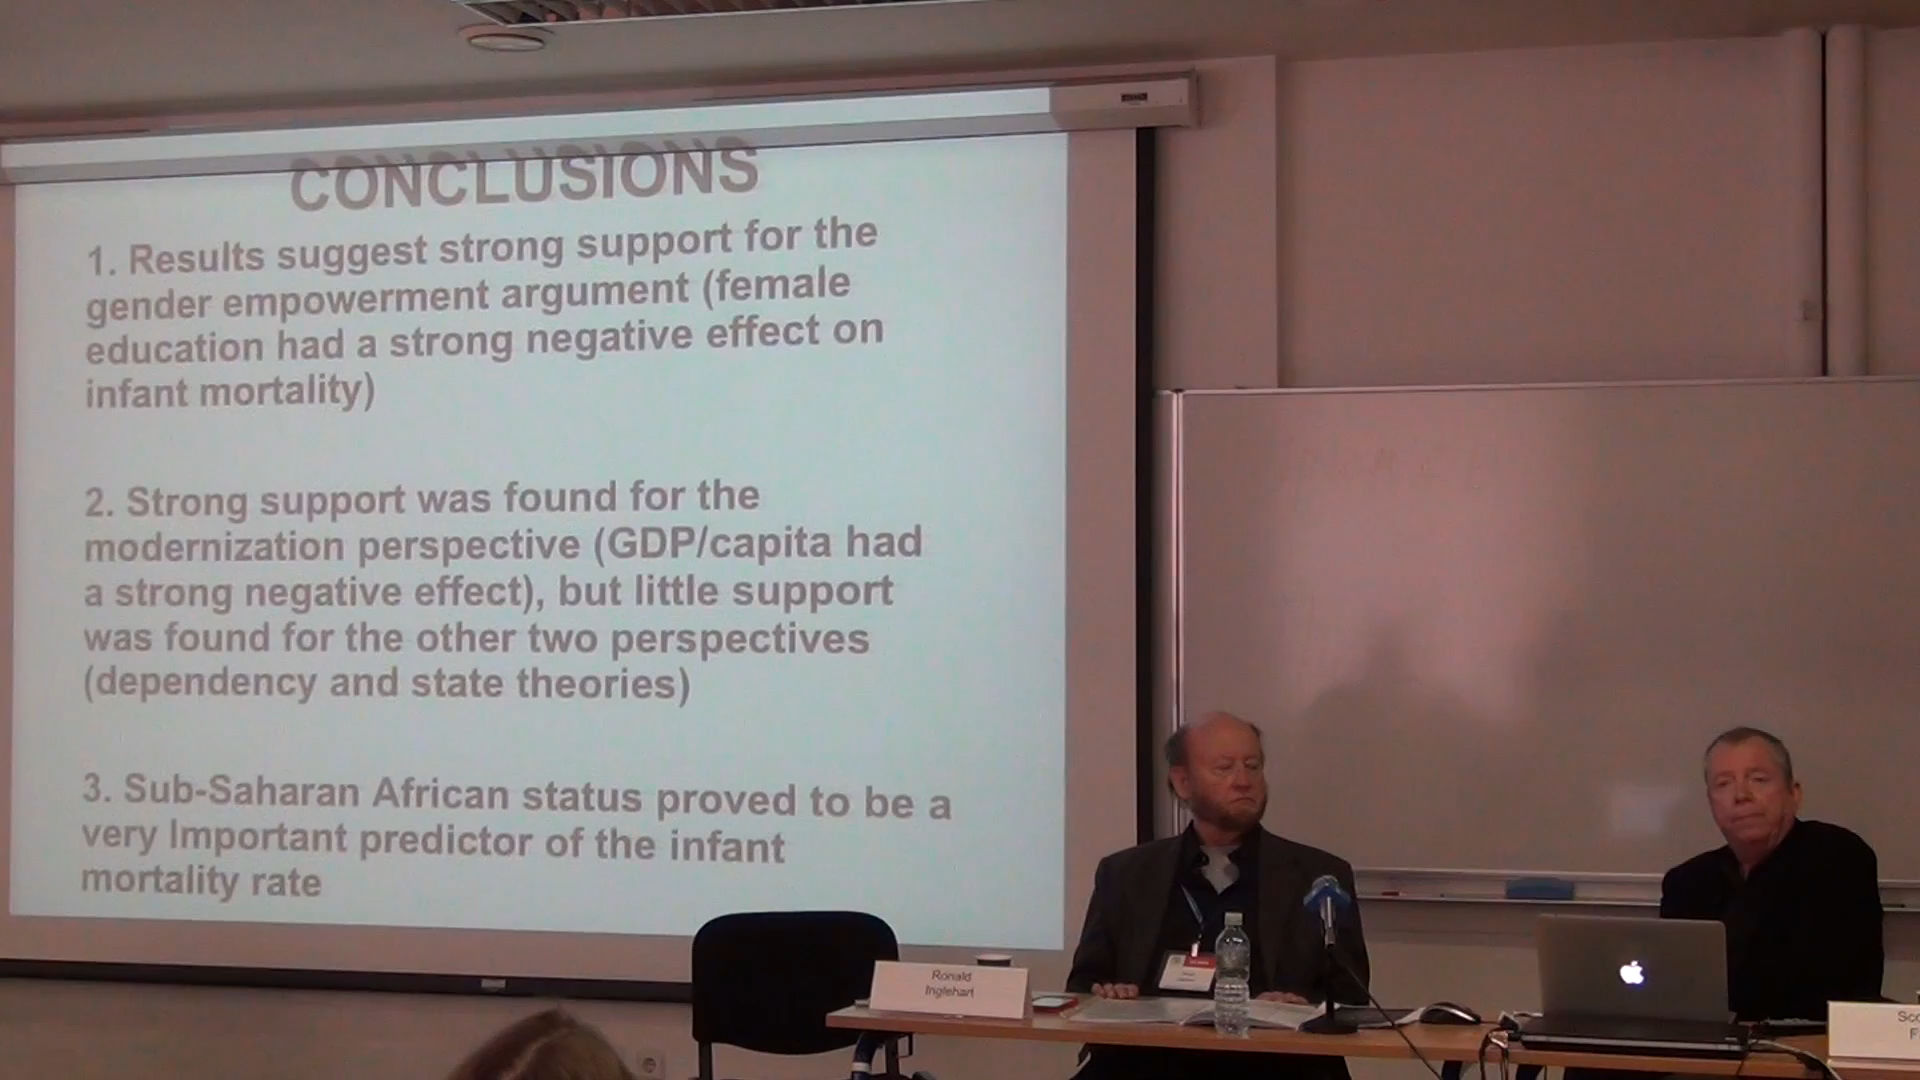 CONCLUSIONS
1. Results suggest strong support for the
gender empowerment argument (female
education had a strong negative effect on
infant mortality)
2. Strong support was found for the
modernization perspective (GDP/capita had
a strong negative effect), but little support
was found for the other two perspectives
(dependency and state theories)
3. Sub-Saharan African status proved to be a
very Important predictor of the infant
mortality rate
Ronald
Inglehart